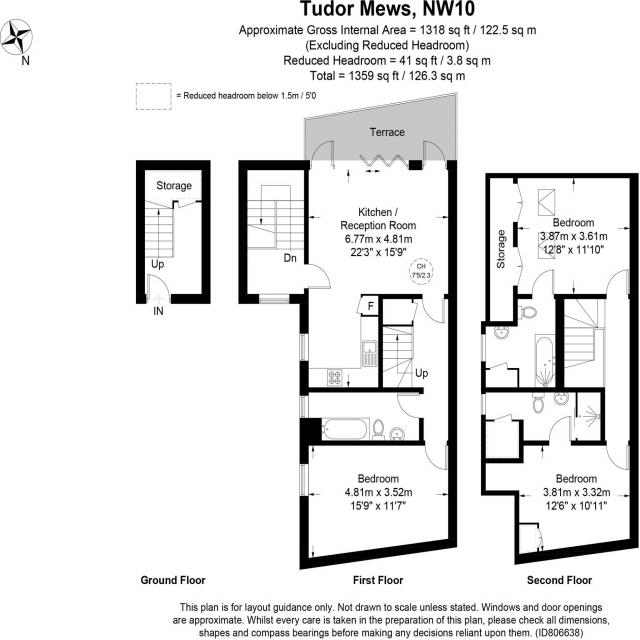 Tudor Mews, NW10
Approximate Gross Internal Area = 1318 sq ft / 122.5 sq m
(Excluding Reduced Headroom)
Reduced Headroom = 41 sq ft / 3.8 sq m
Total = 1359 sq ft / 126.3 sq m
N
= Reduced headroom below 1.5m / 5'0
Terrace
Storage
Up
IN
Dn
Kitchen /
Reception Room
6.77m x 4.81m
22'3" x 15'9"
CH
7'5/2.3
F
Up
Bedroom
4.81m x 3.52m
15'9" x 11'7"
Storage
Bedroom
3.87m x 3.61m
12'8" x 11'10"
Bedroom
3.81m x 3.32m
12'6" x 10'11"
Ground Floor
First Floor
Second Floor
This plan is for layout guidance only. Not drawn to scale unless stated. Windows and door openings
are approximate. Whilst every care is taken in the preparation of this plan, please check all dimensions,
shapes and compass bearings before making any decisions reliant upon them. (ID806638)